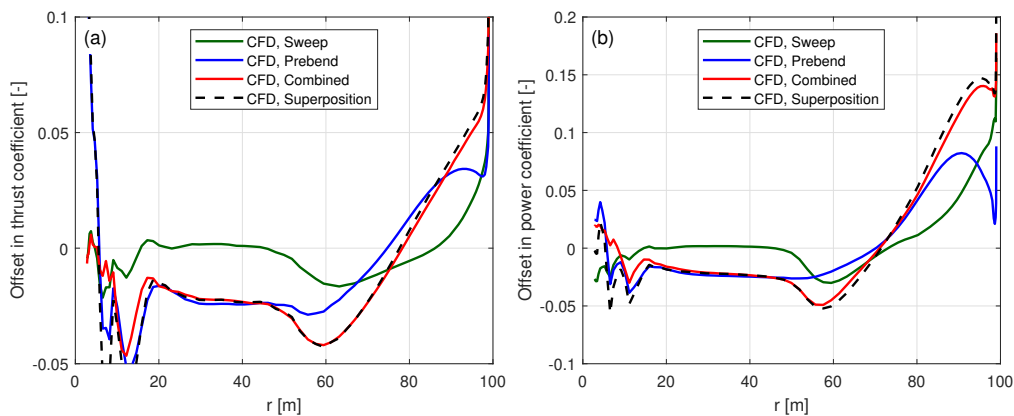 (a)
CFD, Sweep
CFD, Prebend
CFD, Combined
CFD, Superposition
Offset in thrust coefficient [-]
0.1
0.05
0
-0.05
0 20 40 60 80 100
r [m]
(b)
CFD, Sweep
CFD, Prebend
CFD, Combined
CFD, Superposition
Offset in power coefficient [-]
0.2
0.15
0.1
0.05
0
-0.05
-0.1
0 20 40 60 80 100
r [m]